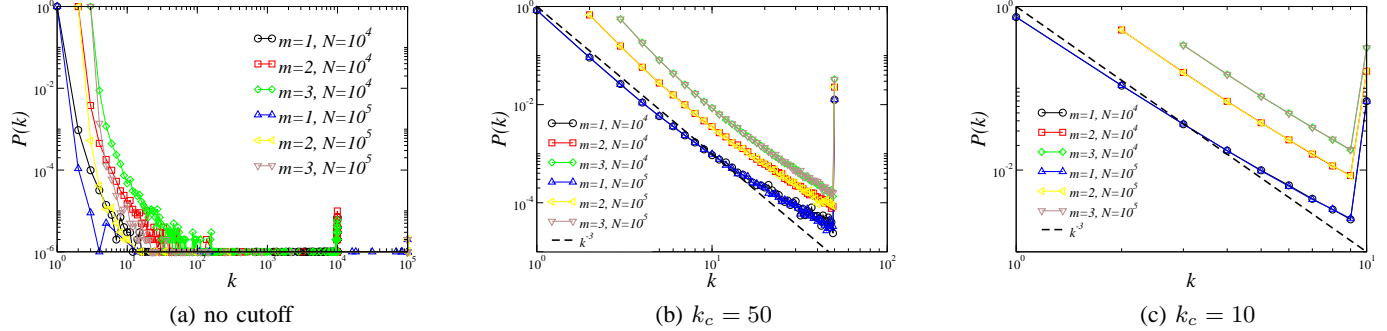 10^0
10^-2
10^-4
10^-6
P(k)
10^0
10^1
10^2
10^3
10^4
10^5
k
m=1, N=10^4
m=2, N=10^4
m=3, N=10^4
m=1, N=10^5
m=2, N=10^5
m=3, N=10^5
(a) no cutoff
10^0
10^-2
10^-4
P(k)
10^0
10^1
10^2
k
m=1, N=10^4
m=2, N=10^4
m=3, N=10^4
m=1, N=10^5
m=2, N=10^5
m=3, N=10^5
k^-3
(b) k_c = 50
10^0
10^-2
P(k)
10^0
10^1
k
m=1, N=10^4
m=2, N=10^4
m=3, N=10^4
m=1, N=10^5
m=2, N=10^5
m=3, N=10^5
k^-3
(c) k_c = 10